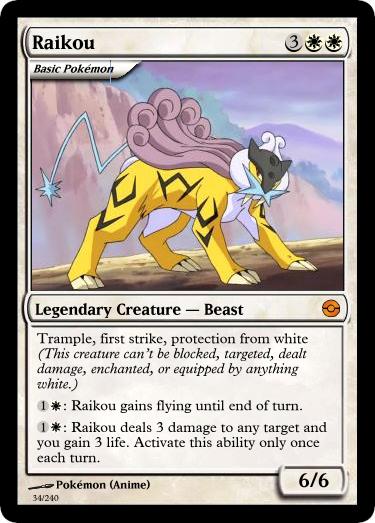 Raikou 3
Basic Pokémon
Legendary Creature — Beast
Trample, first strike, protection from white
(This creature can't be blocked, targeted, dealt
damage, enchanted, or equipped by anything
white.)
1: Raikou gains flying until end of turn.
1: Raikou deals 3 damage to any target and
you gain 3 life. Activate this ability only once
each turn.
6/6
Pokémon (Anime)
34/240